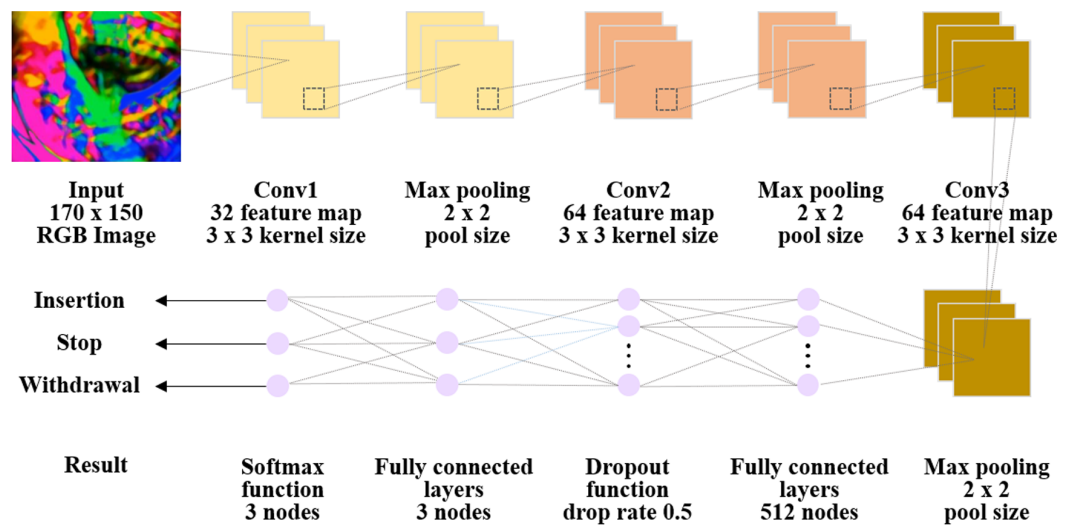 Input
170 x 150
RGB Image
Conv1
32 feature map
3 x 3 kernel size
Max pooling
2 x 2
pool size
Conv2
64 feature map
3 x 3 kernel size
Max pooling
2 x 2
pool size
Conv3
64 feature map
3 x 3 kernel size
Insertion
Stop
Withdrawal
Result
Softmax
function
3 nodes
Fully connected
layers
3 nodes
Dropout
function
drop rate 0.5
Fully connected
layers
512 nodes
Max pooling
2 x 2
pool size